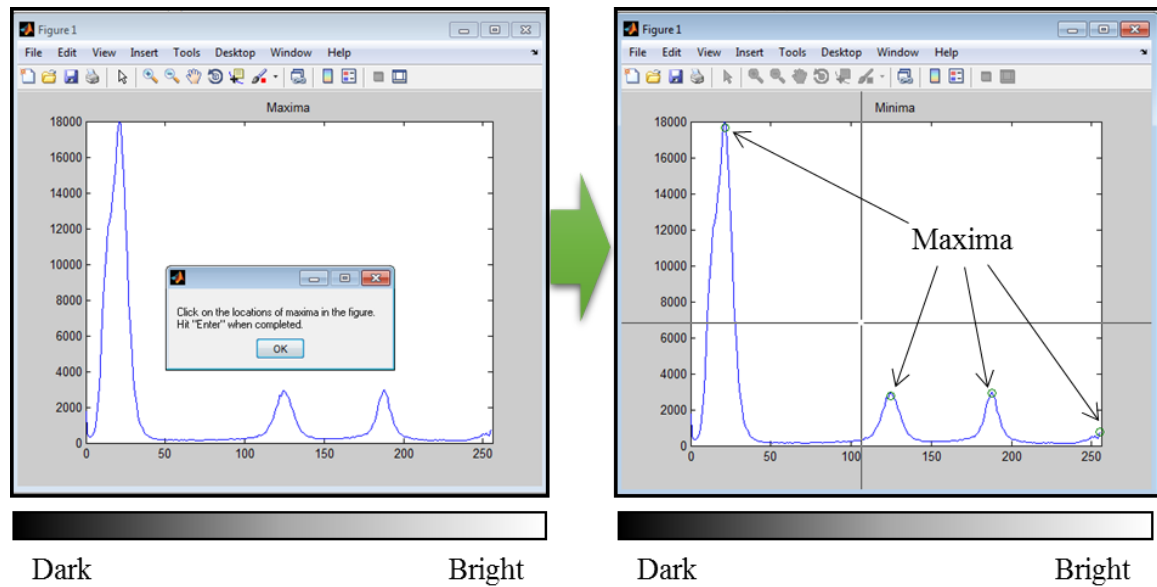 Figure 1
File Edit View Insert Tools Desktop Window Help
Maxima
18000
16000
14000
12000
10000
8000
6000
4000
2000
0
0 50 100 150 200 250
Click on the locations of maxima in the figure.
Hit "Enter" when completed.
OK
Dark Bright
Figure 1
File Edit View Insert Tools Desktop Window Help
Minima
18000
16000
14000
12000
10000
8000
6000
4000
2000
0
0 50 100 150 200 250
Maxima
Dark Bright